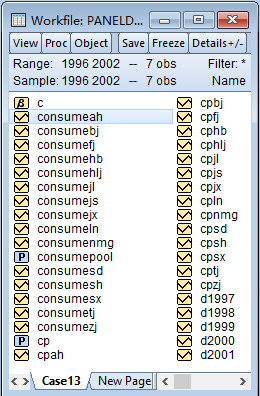 Workfile: PANELD...
View Proc Object Save Freeze Details+/-
Range: 1996 2002 -- 7 obs Filter: *
Sample: 1996 2002 -- 7 obs Name
c
consumeah
consumebj
consumefj
consumehb
consumehlj
consumejl
consumejs
consumejx
consumeln
consumenmg
consumepool
consumesd
consumesh
consumesx
consumetj
consumezj
cp
cpah
cpbj
cpfj
cphb
cphlj
cpjl
cpjs
cpjx
cpln
cpnmg
cpsd
cpsh
cpsx
cptj
cpzj
d1997
d1998
d1999
d2000
d2001
Case13 New Page